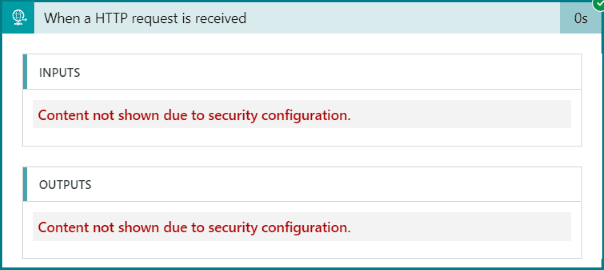 When a HTTP request is received 0s
INPUTS
Content not shown due to security configuration.
OUTPUTS
Content not shown due to security configuration.